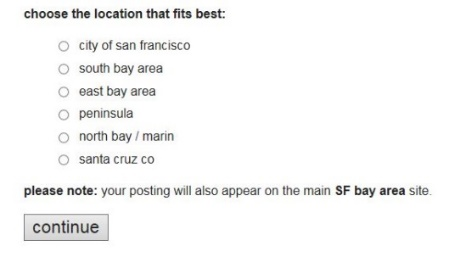 choose the location that fits best:
city of san francisco
south bay area
east bay area
peninsula
north bay / marin
santa cruz co
please note: your posting will also appear on the main SF bay area site.
continue